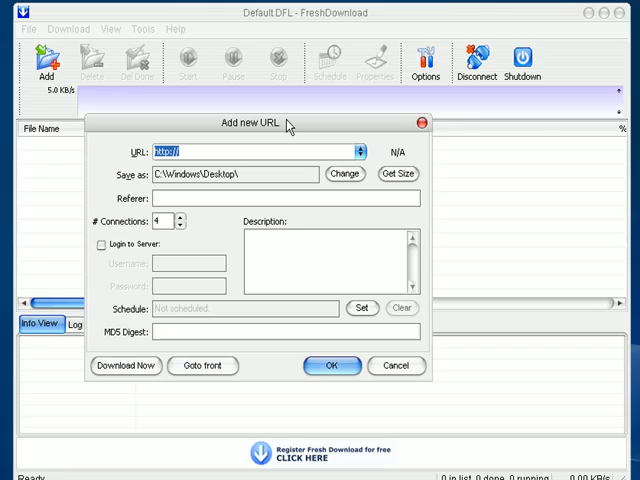 Default.DFL - FreshDownload
File Download View Tools Help
Add Delete Del Done Start Pause Stop Schedule Properties Options Disconnect Shutdown
5.0 KB/s
File Name %
Add new URL
URL: http:// N/A
Save as: C:\Windows\Desktop\ Change Get Size
Referer:
# Connections: 4 Description:
Login to Server:
Username:
Password:
Schedule: Not scheduled. Set Clear
MD5 Digest:
Download Now Goto front OK Cancel
Info View Log
Register Fresh Download for free
CLICK HERE
Ready 0 in list, 0 done, 0 running 0.00 KB/s